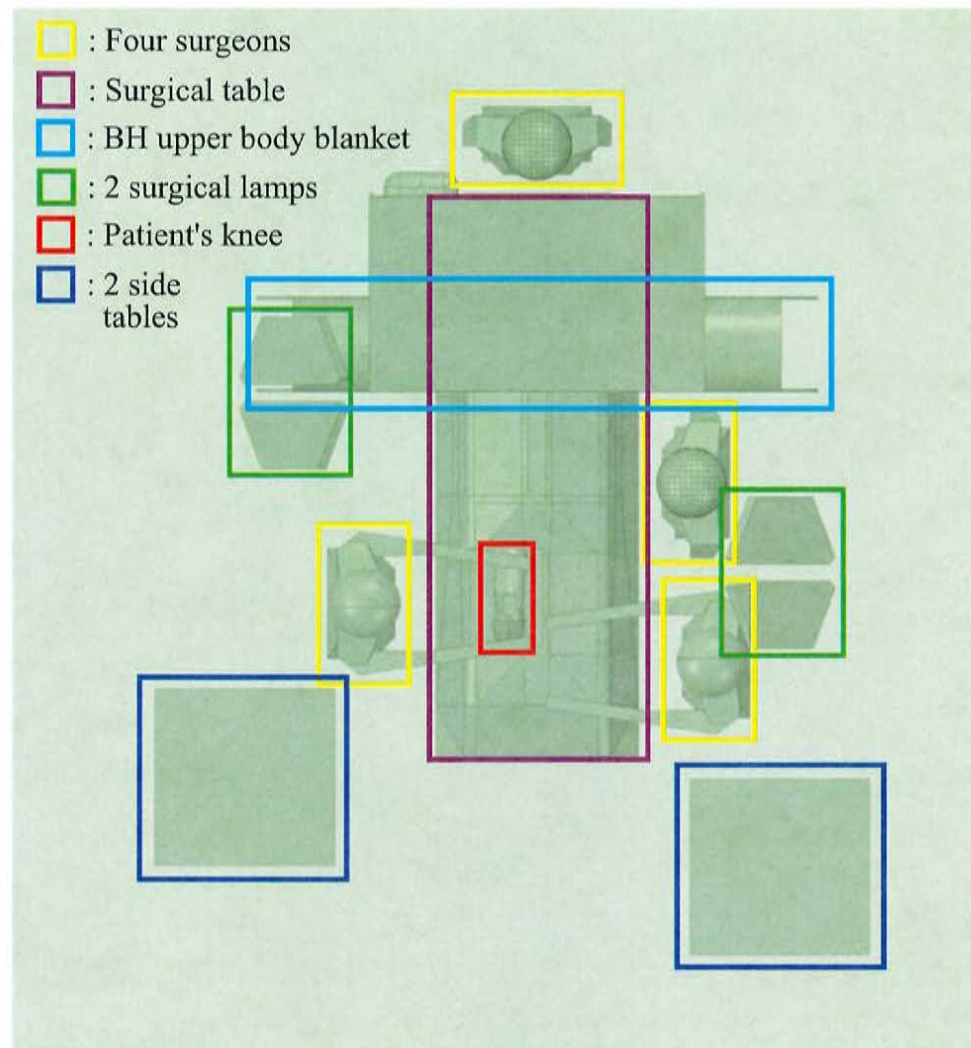 : Four surgeons
: Surgical table
: BH upper body blanket
: 2 surgical lamps
: Patient's knee
: 2 side
tables